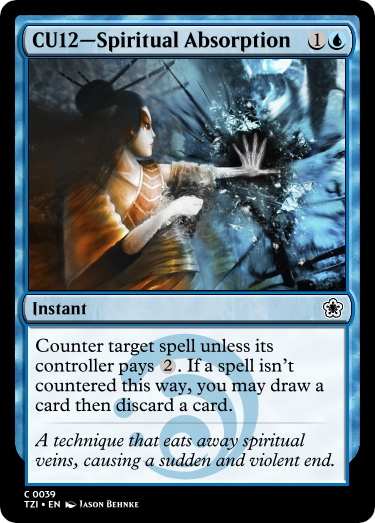 CU12—Spiritual Absorption 1
Instant
Counter target spell unless its
controller pays 2. If a spell isn't
countered this way, you may draw a
card then discard a card.
A technique that eats away spiritual
veins, causing a sudden and violent end.
C 0039
TZI • EN Jason Behnke